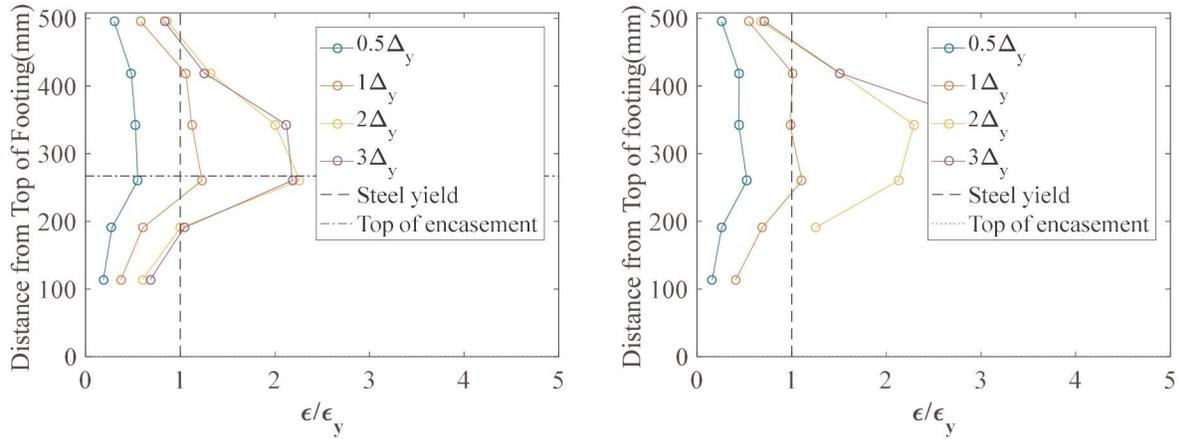 Distance from Top of Footing(mm)
500
400
300
200
100
0
0 1 2 3 4 5
ϵ/ϵy
0.5Δy
1Δy
2Δy
3Δy
Steel yield
Top of encasement
Distance from Top of footing(mm)
500
400
300
200
100
0
0 1 2 3 4 5
ϵ/ϵy
0.5Δy
1Δy
2Δy
3Δy
Steel yield
Top of encasement